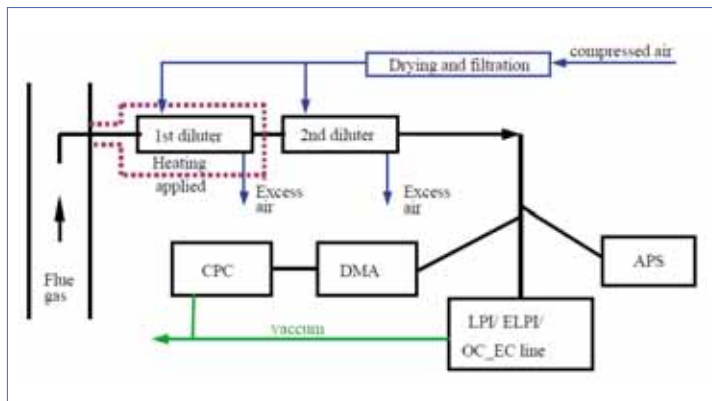 compressed air
Drying and filtration
1st diluter
2nd diluter
Heating
applied
Excess
air
Excess
air
Flue
gas
CPC
DMA
APS
LPI/ ELPI/
OC_EC line
vaccum